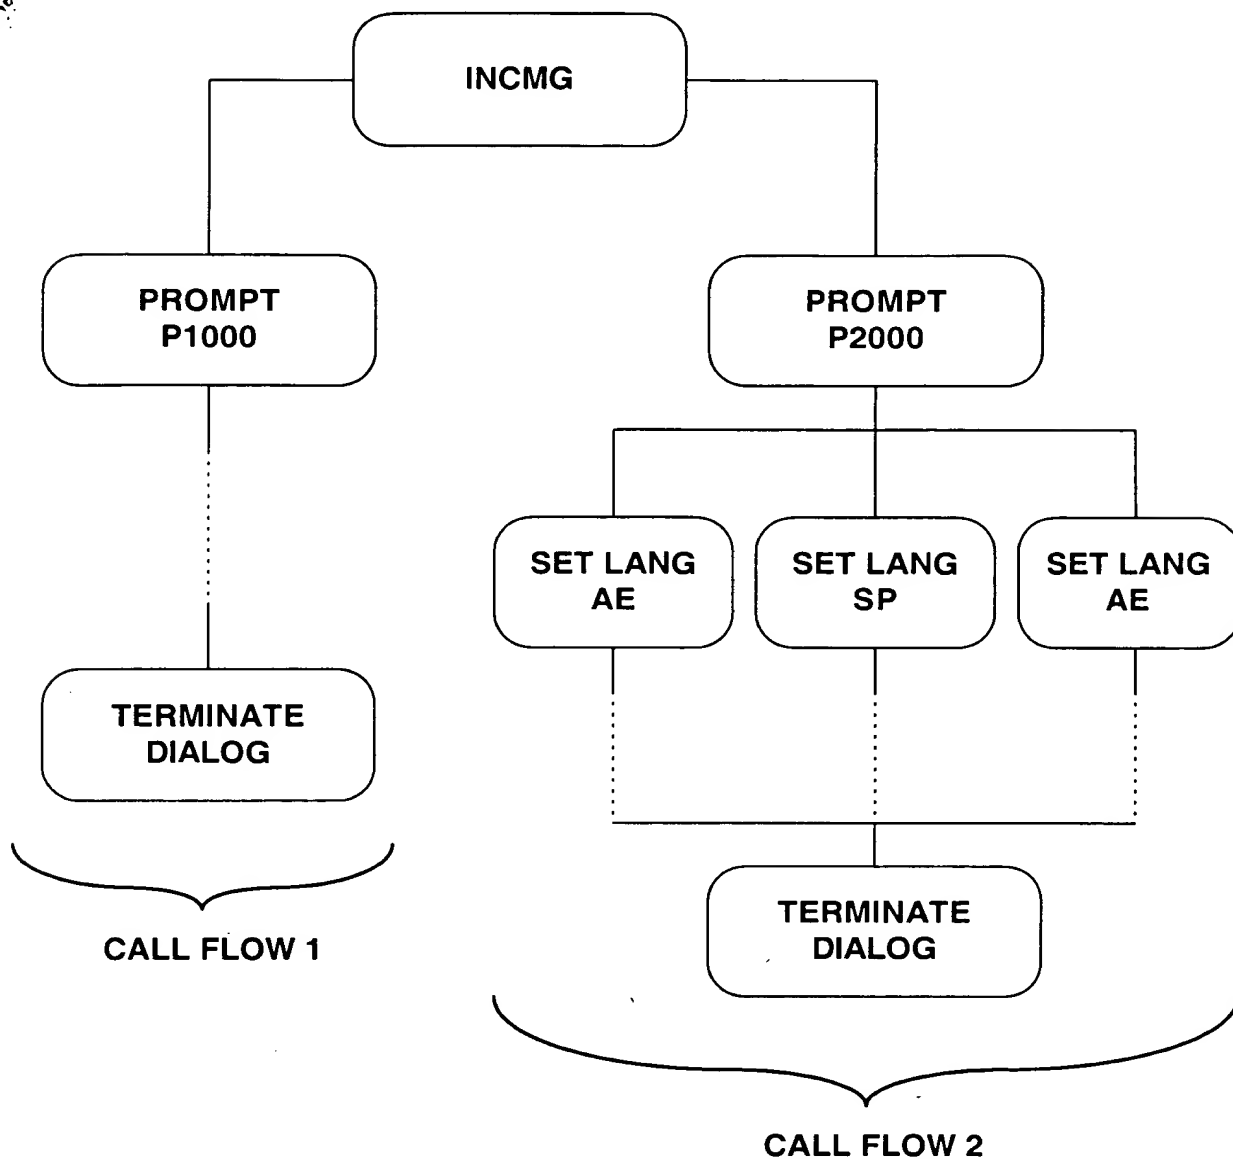 INCMG
PROMPT
P1000
PROMPT
P2000
SET LANG
AE
SET LANG
SP
SET LANG
AE
TERMINATE
DIALOG
TERMINATE
DIALOG
CALL FLOW 1
CALL FLOW 2